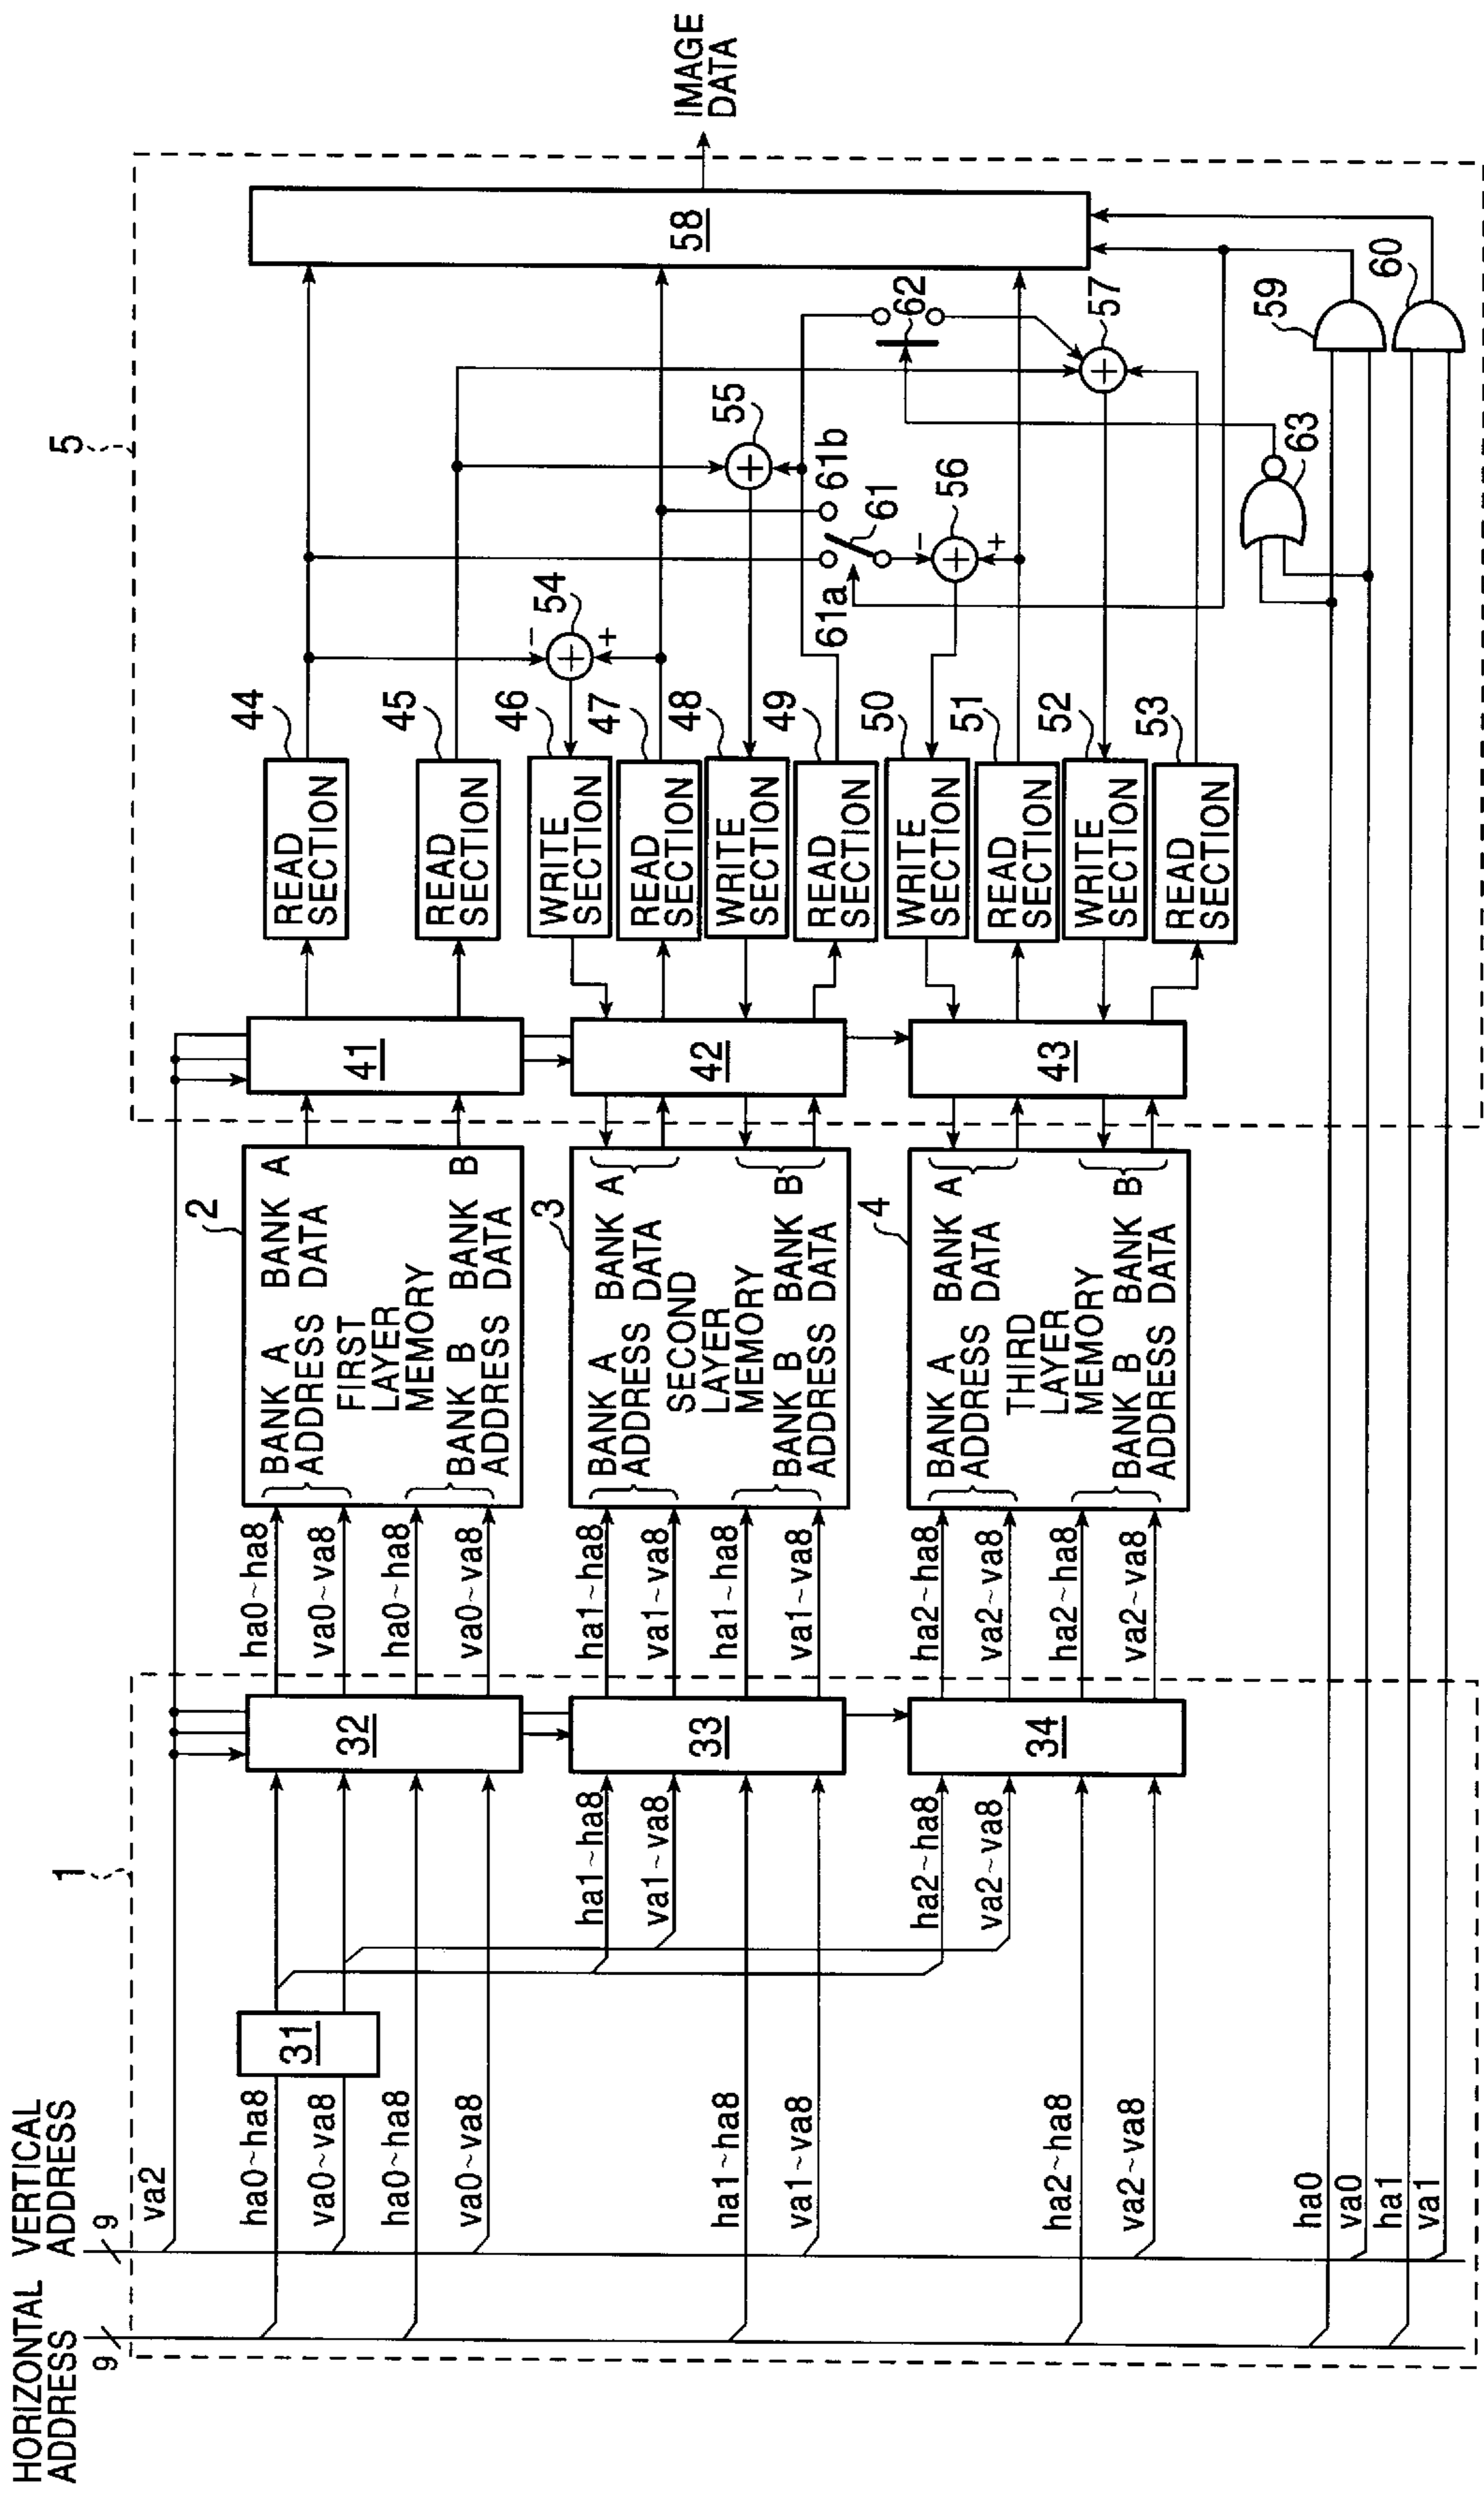 HORIZONTAL
ADDRESS
VERTICAL
ADDRESS
9
9
1
va2
ha0~ha8
va0~va8
ha0~ha8
va0~va8
31
ha1~ha8
va1~va8
ha2~ha8
va2~va8
ha0
va0
ha1
va1
ha1~ha8
va1~va8
ha2~ha8
va2~va8
32
33
34
ha0~ha8
va0~va8
ha0~ha8
va0~va8
ha1~ha8
va1~va8
ha1~ha8
va1~va8
ha2~ha8
va2~va8
ha2~ha8
va2~va8
2
BANK A BANK A
ADDRESS DATA
FIRST
LAYER
MEMORY
BANK B BANK B
ADDRESS DATA
3
BANK A BANK A
ADDRESS DATA
SECOND
LAYER
MEMORY
BANK B BANK B
ADDRESS DATA
4
BANK A BANK A
ADDRESS DATA
THIRD
LAYER
MEMORY
BANK B BANK B
ADDRESS DATA
5
41
42
43
44
READ
SECTION
45
READ
SECTION
46
WRITE
SECTION
47
READ
SECTION
48
WRITE
SECTION
49
READ
SECTION
50
WRITE
SECTION
51
READ
SECTION
52
WRITE
SECTION
53
READ
SECTION
54
-
+
+
55
+
61a
61b
61
56
-
+
+
62
57
+
63
59
60
58
IMAGE
DATA